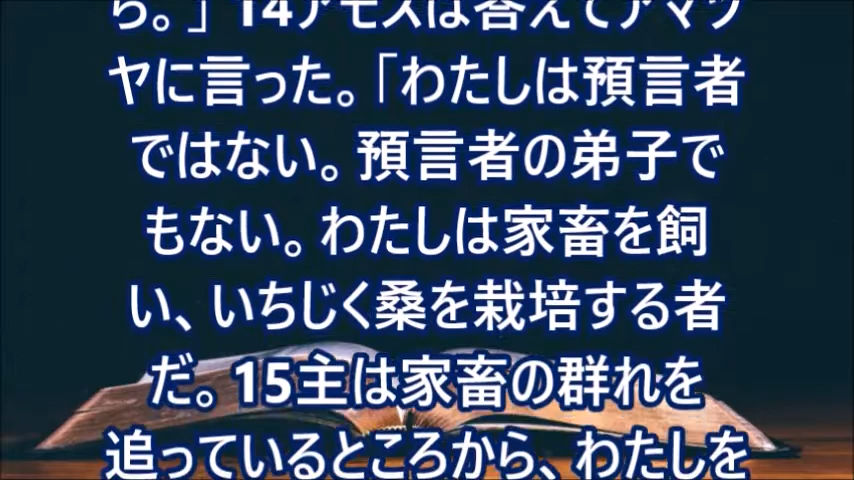 ら。」 14アモスは答えてアマツ
ヤに言った。「わたしは預言者
ではない。預言者の弟子で
もない。わたしは家畜を飼
い、いちじく桑を栽培する者
だ。15主は家畜の群れを
追っているところから、わたしを